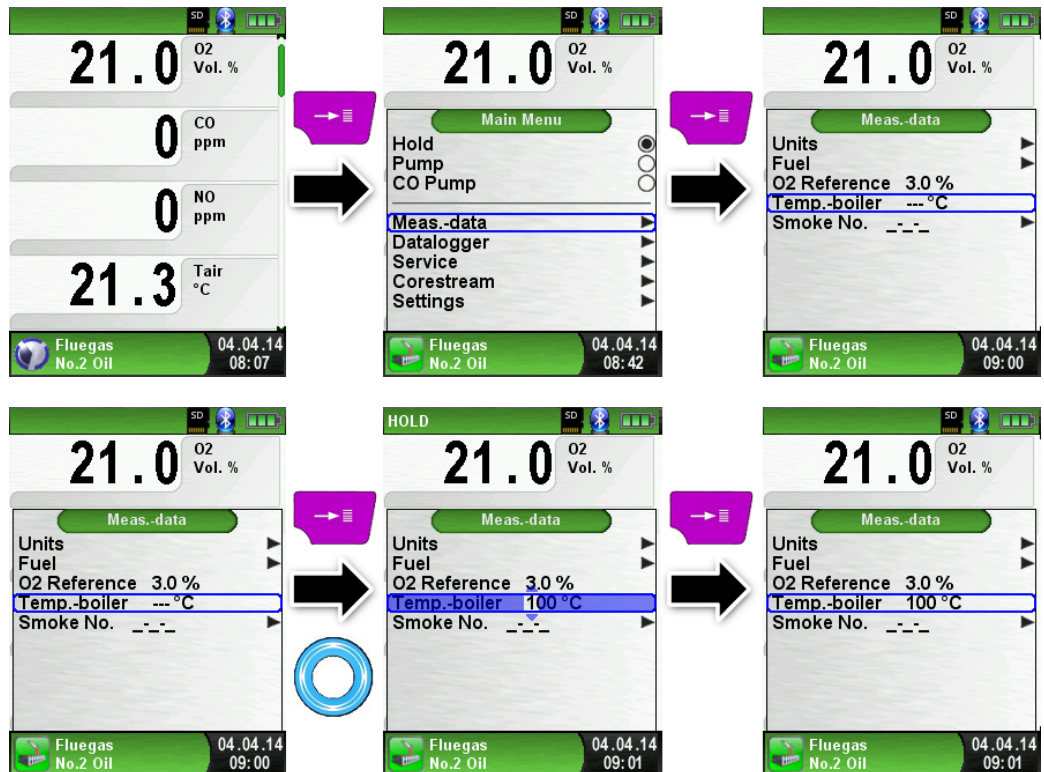 SD
21.0 O2 Vol. %
0 CO ppm
0 NO ppm
21.3 Tair °C
Fluegas 04.04.14
No.2 Oil 08:07
SD
21.0 O2 Vol. %
Main Menu
Hold
Pump
CO Pump
Meas.-data
Datalogger
Service
Corestream
Settings
Fluegas 04.04.14
No.2 Oil 08:42
SD
21.0 O2 Vol. %
Meas.-data
Units
Fuel
O2 Reference 3.0 %
Temp.-boiler --- °C
Smoke No. _-_-_
Fluegas 04.04.14
No.2 Oil 09:00
SD
21.0 O2 Vol. %
Meas.-data
Units
Fuel
O2 Reference 3.0 %
Temp.-boiler --- °C
Smoke No. _-_-_
Fluegas 04.04.14
No.2 Oil 09:00
HOLD SD
21.0 O2 Vol. %
Meas.-data
Units
Fuel
O2 Reference 3.0 %
Temp.-boiler 100 °C
Smoke No. _-_-_
Fluegas 04.04.14
No.2 Oil 09:01
SD
21.0 O2 Vol. %
Meas.-data
Units
Fuel
O2 Reference 3.0 %
Temp.-boiler 100 °C
Smoke No. _-_-_
Fluegas 04.04.14
No.2 Oil 09:01